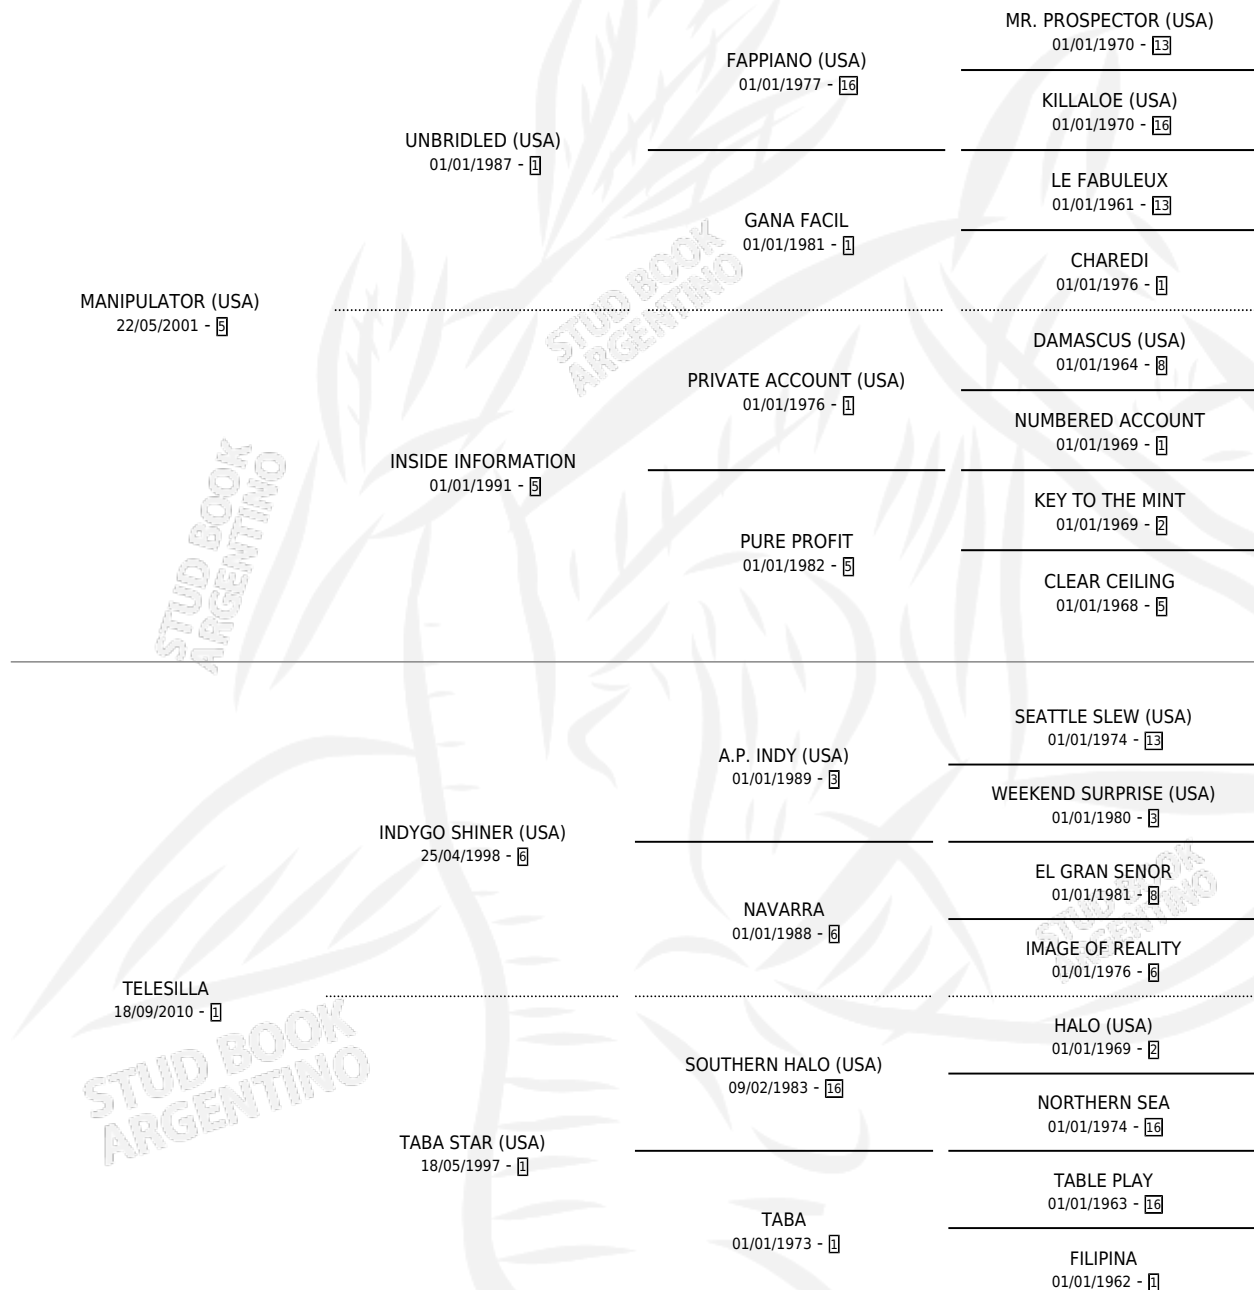 MR. PROSPECTOR (USA)
01/01/1970 - 13
FAPPIANO (USA)
01/01/1977 - 16
KILLALOE (USA)
01/01/1970 - 16
UNBRIDLED (USA)
01/01/1987 - 1
LE FABULEUX
01/01/1961 - 13
GANA FACIL
01/01/1981 - 1
CHAREDI
01/01/1976 - 1
MANIPULATOR (USA)
22/05/2001 - 5
STUD BOOK
ARGENTINO
DAMASCUS (USA)
01/01/1964 - 8
PRIVATE ACCOUNT (USA)
01/01/1976 - 1
NUMBERED ACCOUNT
01/01/1969 - 1
INSIDE INFORMATION
01/01/1991 - 5
KEY TO THE MINT
01/01/1969 - 2
PURE PROFIT
01/01/1982 - 5
CLEAR CEILING
01/01/1968 - 5
STUD BOOK
ARGENTINO
SEATTLE SLEW (USA)
01/01/1974 - 13
A.P. INDY (USA)
01/01/1989 - 3
WEEKEND SURPRISE (USA)
01/01/1980 - 3
INDYGO SHINER (USA)
25/04/1998 - 6
EL GRAN SENOR
01/01/1981 - 8
NAVARRA
01/01/1988 - 6
IMAGE OF REALITY
01/01/1976 - 6
STUD BOOK
ARGENTINO
TELESILLA
18/09/2010 - 1
HALO (USA)
01/01/1969 - 2
SOUTHERN HALO (USA)
09/02/1983 - 16
NORTHERN SEA
01/01/1974 - 16
STUD BOOK
ARGENTINO
TABA STAR (USA)
18/05/1997 - 1
TABLE PLAY
01/01/1963 - 16
TABA
01/01/1973 - 1
FILIPINA
01/01/1962 - 1